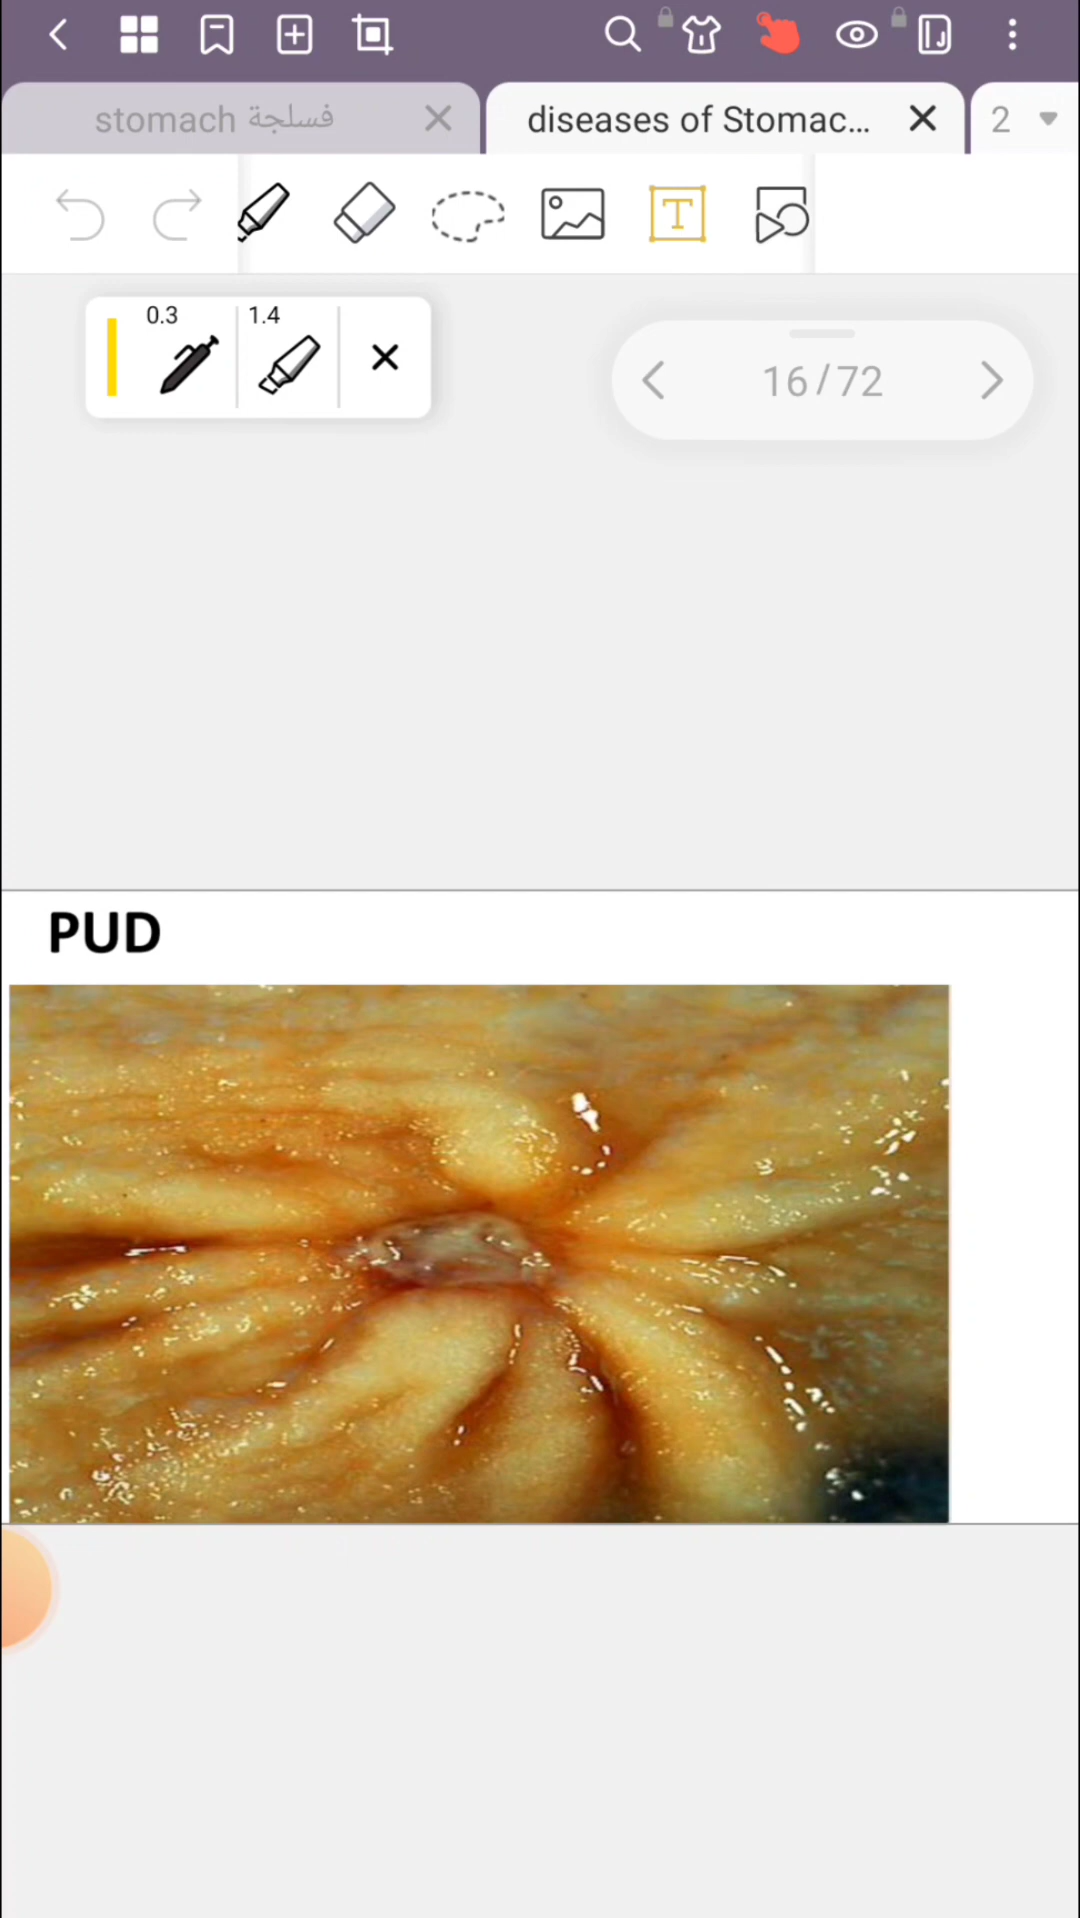 stomach فسلجة
diseases of Stomac...
2
T
0.3
1.4
16/72
PUD